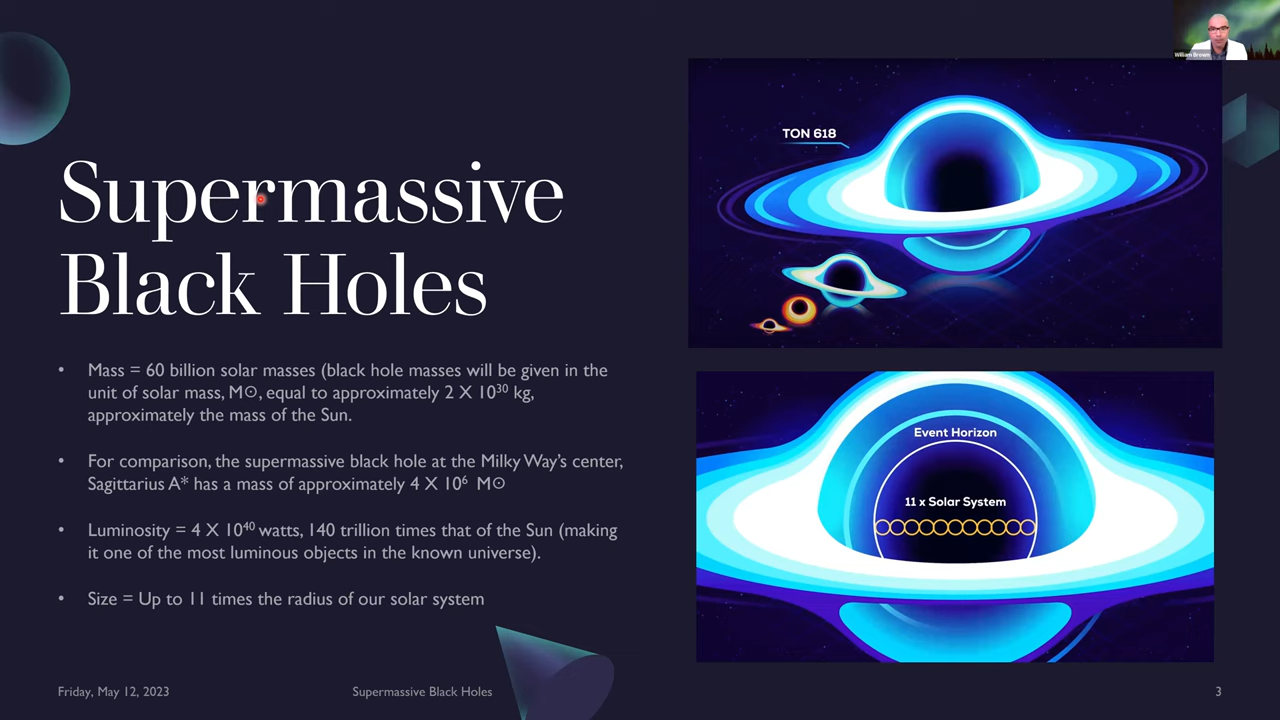 William Brown
TON 618
Supermassive
Black Holes
• Mass = 60 billion solar masses (black hole masses will be given in the
unit of solar mass, M☉, equal to approximately 2 X 10³⁰ kg,
approximately the mass of the Sun.
• For comparison, the supermassive black hole at the Milky Way’s center,
Sagittarius A* has a mass of approximately 4 X 10⁶ M☉
• Luminosity = 4 X 10⁴⁰ watts, 140 trillion times that of the Sun (making
it one of the most luminous objects in the known universe).
• Size = Up to 11 times the radius of our solar system
Event Horizon
11 x Solar System
Friday, May 12, 2023
Supermassive Black Holes
3